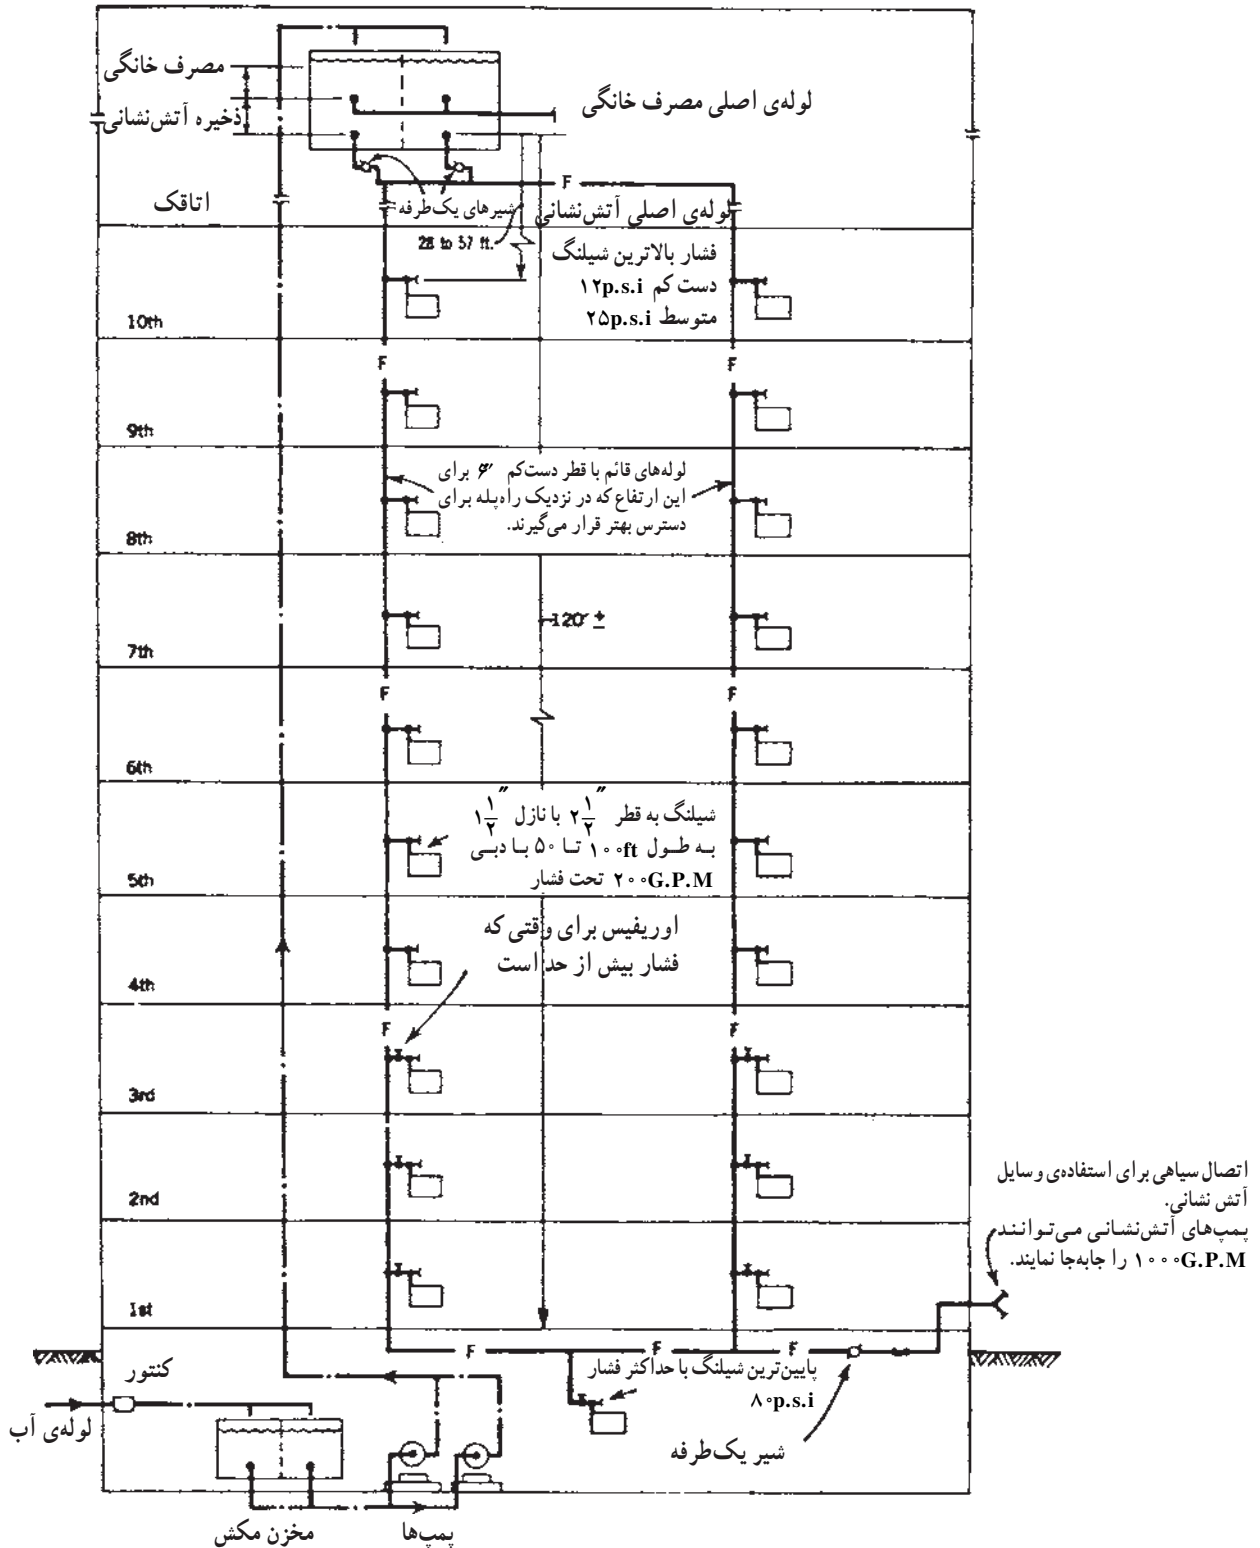 مصرف خانگی
ذخیره آتش‌نشانی
لوله‌ی اصلی مصرف خانگی
اتاقک
شیرهای یک‌طرفه
F
لوله‌ی اصلی آتش‌نشانی
فشار بالاترین شیلنگ
دست کم ۱۲p.s.i
متوسط ۲۵p.s.i
10th
F
F
9th
لوله‌های قائم با قطر دست‌کم ۶″ برای
این ارتفاع که در نزدیک راه‌پله برای
دسترس بهتر قرار می‌گیرند.
8th
120′ ±
7th
F
F
6th
شیلنگ به قطر ۲ ۱/۲″ با نازل ۱ ۱/۲″
به طول ۱۰۰ft تا ۵۰ با دبی
۲۰۰G.P.M تحت فشار
5th
اوریفیس برای وقتی که
فشار بیش از حد است
4th
F
F
3rd
2nd
اتصال سیاهی برای استفاده‌ی وسایل
آتش نشانی.
پمپ‌های آتش‌نشانی می‌توانند
۱۰۰۰G.P.M را جابه‌جا نمایند.
1st
F
F
F
کنتور
لوله‌ی آب
پایین‌ترین شیلنگ با حداکثر فشار
۸۰p.s.i
شیر یک‌طرفه
مخزن مکش
پمپ‌ها